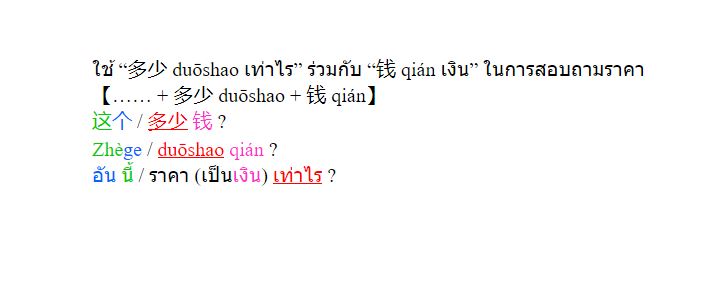 ใช้ “多少 duōshao เท่าไร” ร่วมกับ “钱 qián เงิน” ในการสอบถามราคา
【…… + 多少 duōshao + 钱 qián】
这个 / 多少 钱 ?
Zhège / duōshao qián ?
อัน นี้ / ราคา (เป็นเงิน) เท่าไร ?